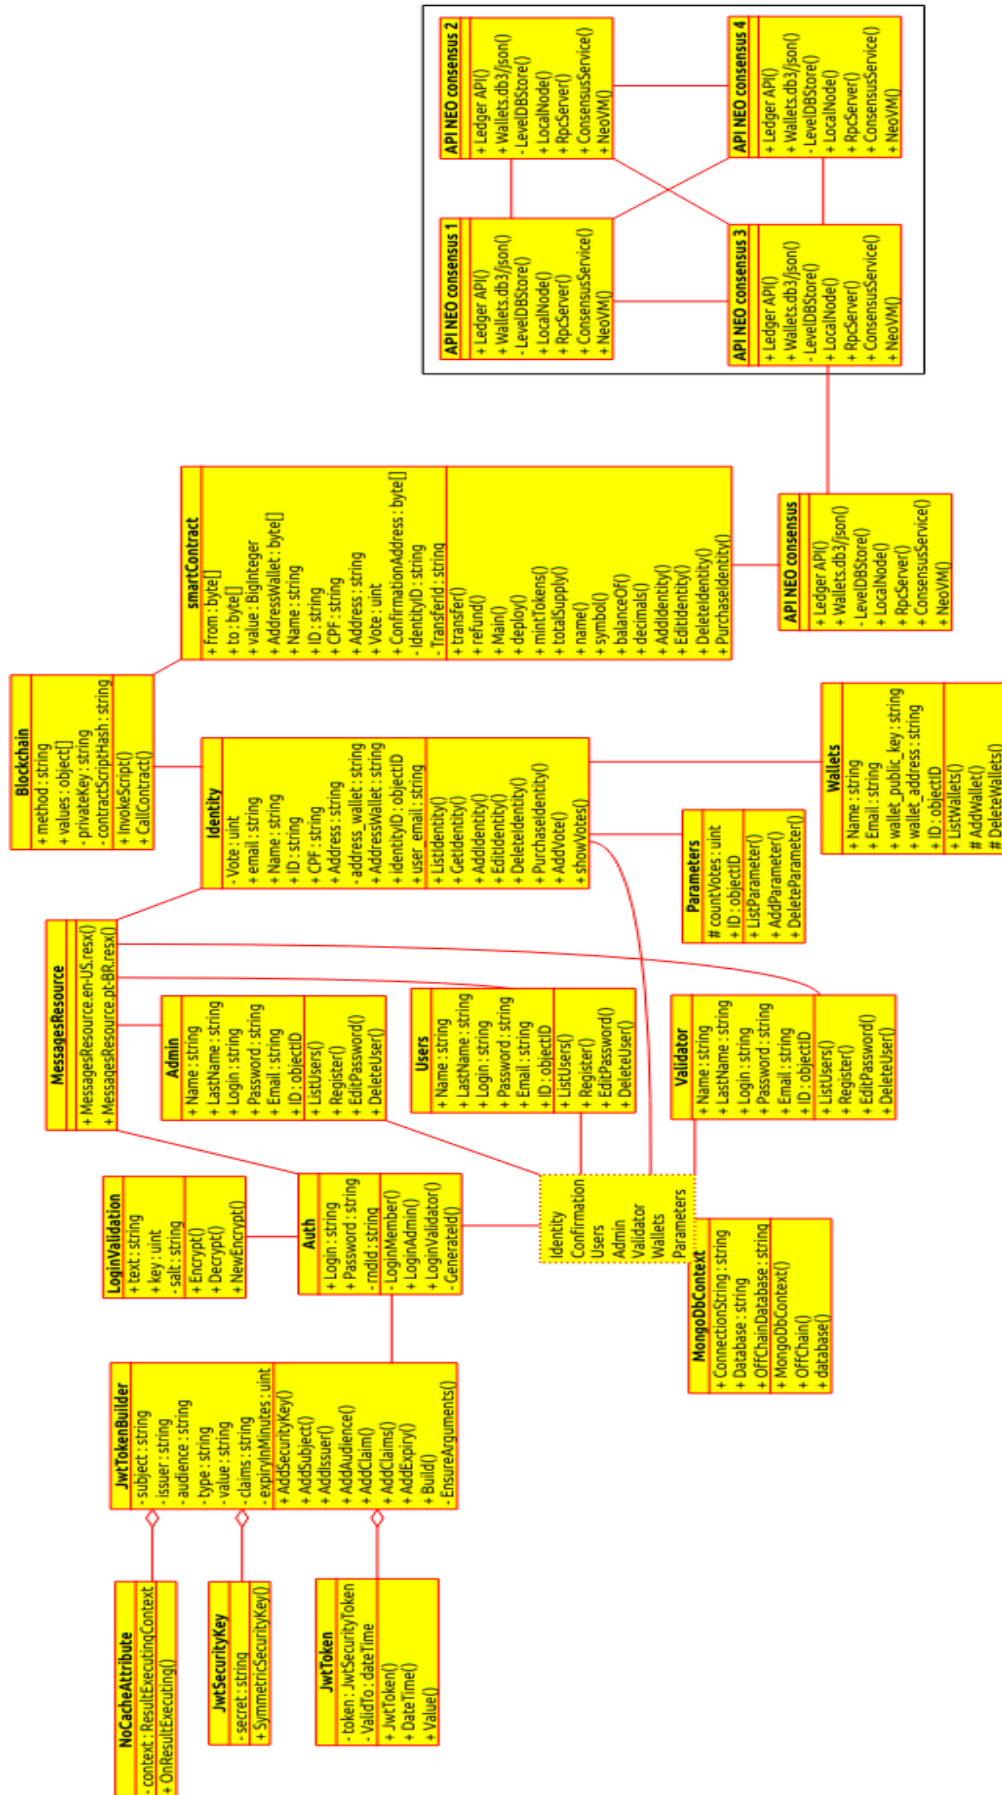 NoCacheAttribute
- context : ResultExecutingContext
+ OnResultExecuting()
JwtSecurityKey
- secret : string
+ SymmetricSecurityKey()
JwtToken
- token : JwtSecurityToken
- ValidTo : dateTime
+ JwtToken()
+ DateTime()
+ Value()
JwtTokenBuilder
- subject : string
- issuer : string
- audience : string
- type : string
- value : string
- claims : string
- expiryInMinutes : uint
+ AddSecurityKey()
+ AddSubject()
+ AddIssuer()
+ AddAudience()
+ AddClaim()
+ AddClaims()
+ AddExpiry()
+ Build()
- EnsureArguments()
LoginValidation
+ text : string
+ key : uint
- salt : string
+ Encrypt()
+ Decrypt()
+ NewEncrypt()
Auth
+ Login : string
+ Password : string
- rndId : string
- LoginMember()
+ LoginAdmin()
+ LoginValidator()
- GenerateId()
Identity
Confirmation
Users
Admin
Validator
Wallets
Parameters
MongoDbContext
+ ConnectionString : string
+ Database : string
+ OffChainDatabase : string
+ MongoDbContext()
+ OffChain()
+ database()
MessagesResource
+ MessagesResource.en-US.resx()
+ MessagesResource.pt-BR.resx()
Admin
+ Name : string
+ LastName : string
+ Login : string
+ Password : string
+ Email : string
ID : objectID
+ ListUsers()
+ Register()
+ EditPassword()
+ DeleteUser()
Users
+ Name : string
+ LastName : string
+ Login : string
+ Password : string
+ Email : string
ID : objectID
+ ListUsers()
+ Register()
+ EditPassword()
+ DeleteUser()
Validator
+ Name : string
+ LastName : string
+ Login : string
+ Password : string
+ Email : string
+ ID : objectID
+ ListUsers()
+ Register()
+ EditPassword()
+ DeleteUser()
Blockchain
+ method : string
+ values : object[]
- privateKey : string
- contractScriptHash : string
+ InvokeScript()
+ CallContract()
Identity
- Vote : uint
+ email : string
+ Name : string
+ ID : string
+ CPF : string
+ Address : string
- address_wallet : string
+ AddressWallet : string
+ identityID : objectID
+ user_email : string
+ ListIdentity()
+ GetIdentity()
+ AddIdentity()
+ EditIdentity()
+ DeleteIdentity()
+ PurchaseIdentity()
+ AddVote()
+ showVotes()
Parameters
# countVotes : uint
+ ID : objectID
+ ListParameter()
+ AddParameter()
+ DeleteParameter()
Wallets
+ Name : string
+ Email : string
+ wallet_public_key : string
+ wallet_address : string
+ ID : objectID
+ ListWallets()
# AddWallet()
# DeleteWallets()
smartContract
+ from : byte[]
+ to : byte[]
+ value : BigInteger
+ AddressWallet : byte[]
+ Name : string
+ ID : string
+ CPF : string
+ Address : string
+ Vote : uint
+ ConfirmationAddress : byte[]
- IdentityID : string
- TransferId : string
+ transfer()
+ refund()
+ Main()
+ deploy()
+ mintTokens()
+ totalSupply()
+ name()
+ symbol()
+ balanceOf()
+ decimals()
+ AddIdentity()
+ EditIdentity()
+ DeleteIdentity()
+ PurchaseIdentity()
API NEO consensus
+ Ledger API()
+ Wallets.db3/json()
- LevelDBStore()
+ LocalNode()
+ RpcServer()
+ ConsensusService()
+ NeoVM()
API NEO consensus 1
+ Ledger API()
+ Wallets.db3/json()
- LevelDBStore()
+ LocalNode()
+ RpcServer()
+ ConsensusService()
+ NeoVM()
API NEO consensus 2
+ Ledger API()
+ Wallets.db3/json()
- LevelDBStore()
+ LocalNode()
+ RpcServer()
+ ConsensusService()
+ NeoVM()
API NEO consensus 3
+ Ledger API()
+ Wallets.db3/json()
- LevelDBStore()
+ LocalNode()
+ RpcServer()
+ ConsensusService()
+ NeoVM()
API NEO consensus 4
+ Ledger API()
+ Wallets.db3/json()
- LevelDBStore()
+ LocalNode()
+ RpcServer()
+ ConsensusService()
+ NeoVM()